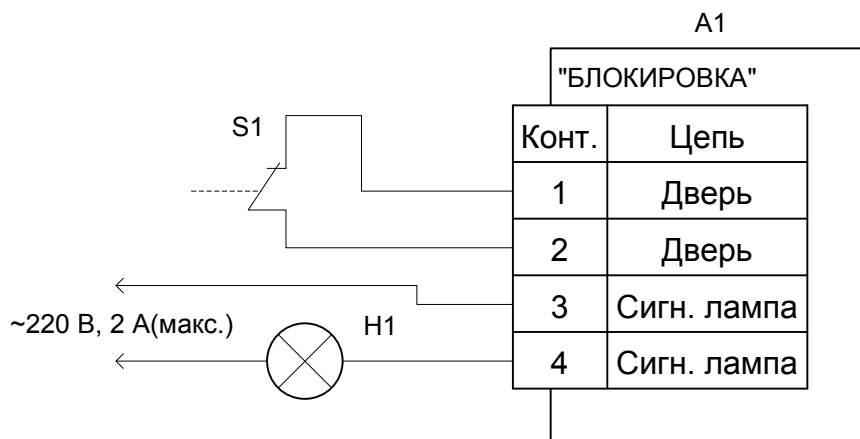 A1
"БЛОКИРОВКА"
S1
Конт. Цепь
1 Дверь
2 Дверь
3 Сигн. лампа
~220 В, 2 А(макс.) H1
4 Сигн. лампа